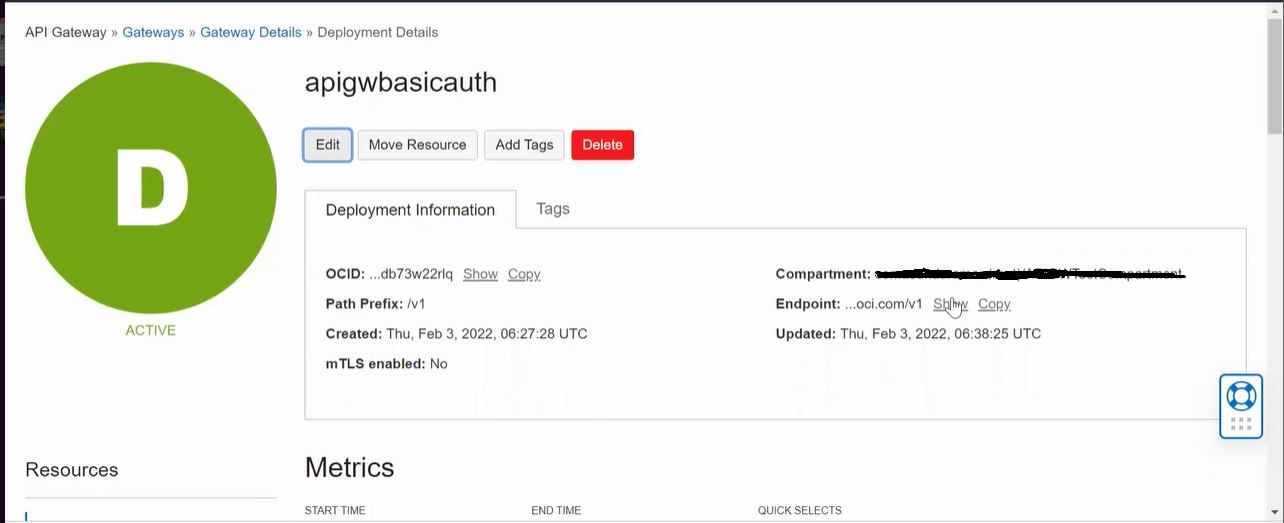 API Gateway » Gateways » Gateway Details » Deployment Details
D
ACTIVE
apigwbasicauth
Edit Move Resource Add Tags Delete
Deployment Information Tags
OCID: ...db73w22rlq Show Copy
Compartment:
Path Prefix: /v1
Endpoint: ...oci.com/v1 Show Copy
Created: Thu, Feb 3, 2022, 06:27:28 UTC
Updated: Thu, Feb 3, 2022, 06:38:25 UTC
mTLS enabled: No
Resources
Metrics
START TIME END TIME QUICK SELECTS